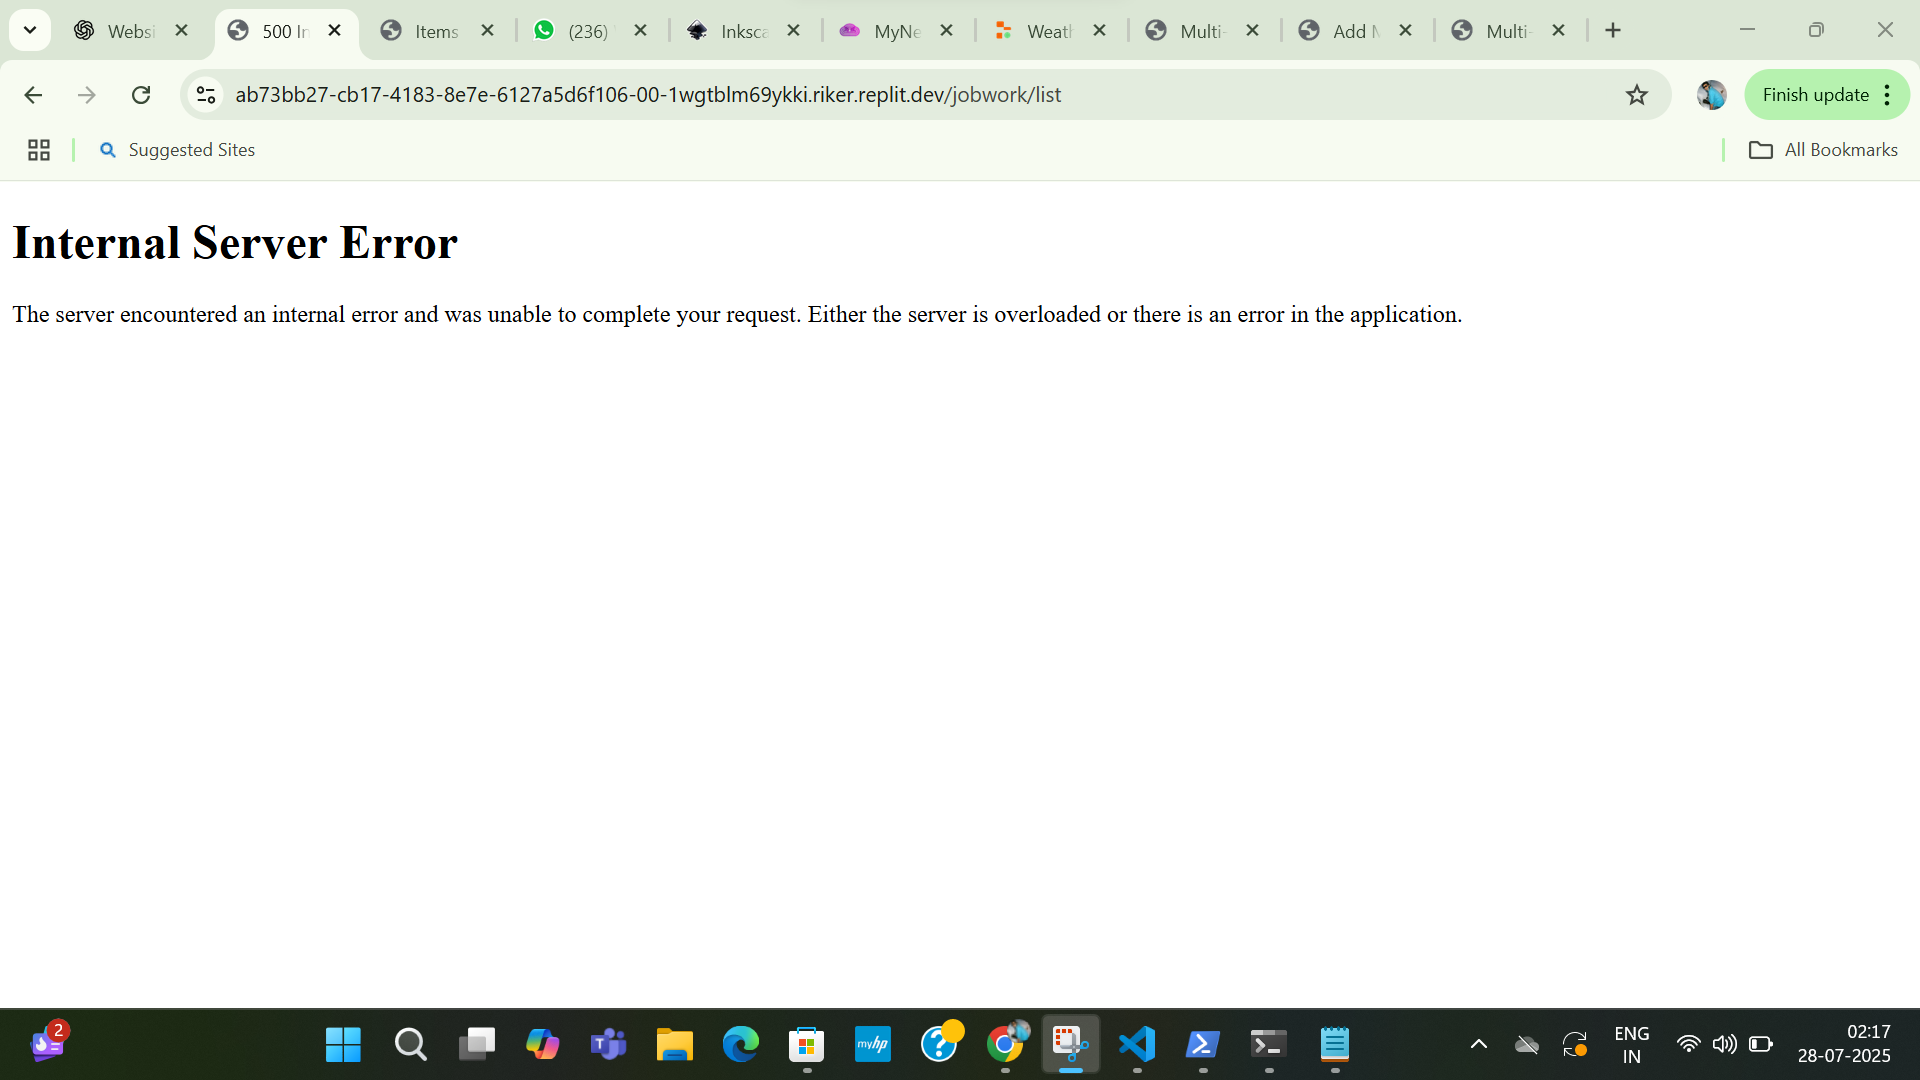 Websi
500 In
Items
(236)
Inksca
MyNe
Weath
Multi-
Add M
Multi-
ab73bb27-cb17-4183-8e7e-6127a5d6f106-00-1wgtblm69ykki.riker.replit.dev/jobwork/list
Finish update
Suggested Sites
All Bookmarks
Internal Server Error
The server encountered an internal error and was unable to complete your request. Either the server is overloaded or there is an error in the application.
2
myhp
ENG
IN
02:17
28-07-2025